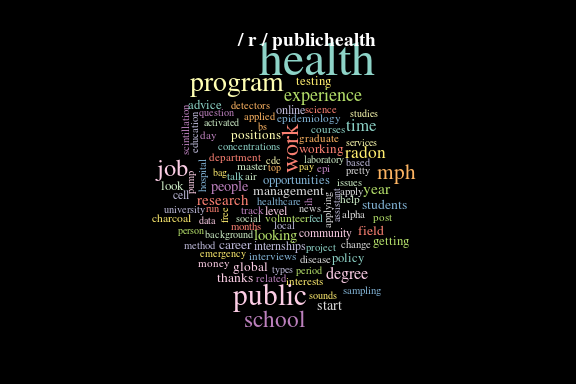 / r / publichealth
health
program testing
experience
advice detectors online science studies
scintillation education question activated applied epidemiology
day positions bs courses time
concentrations work graduate services
department cdc working laboratory radon
job hospital master top pay epi based
pump bag talk air opportunities pretty mph
look people management issues
cell research healthcare assistant apply year
university run track level news dh applying help students
charcoal data free social volunteer feel alpha post
person months local
background looking community field
method career internships project change getting
emergency interviews disease policy
money global types period degree
thanks related interests
public sounds sampling
school start